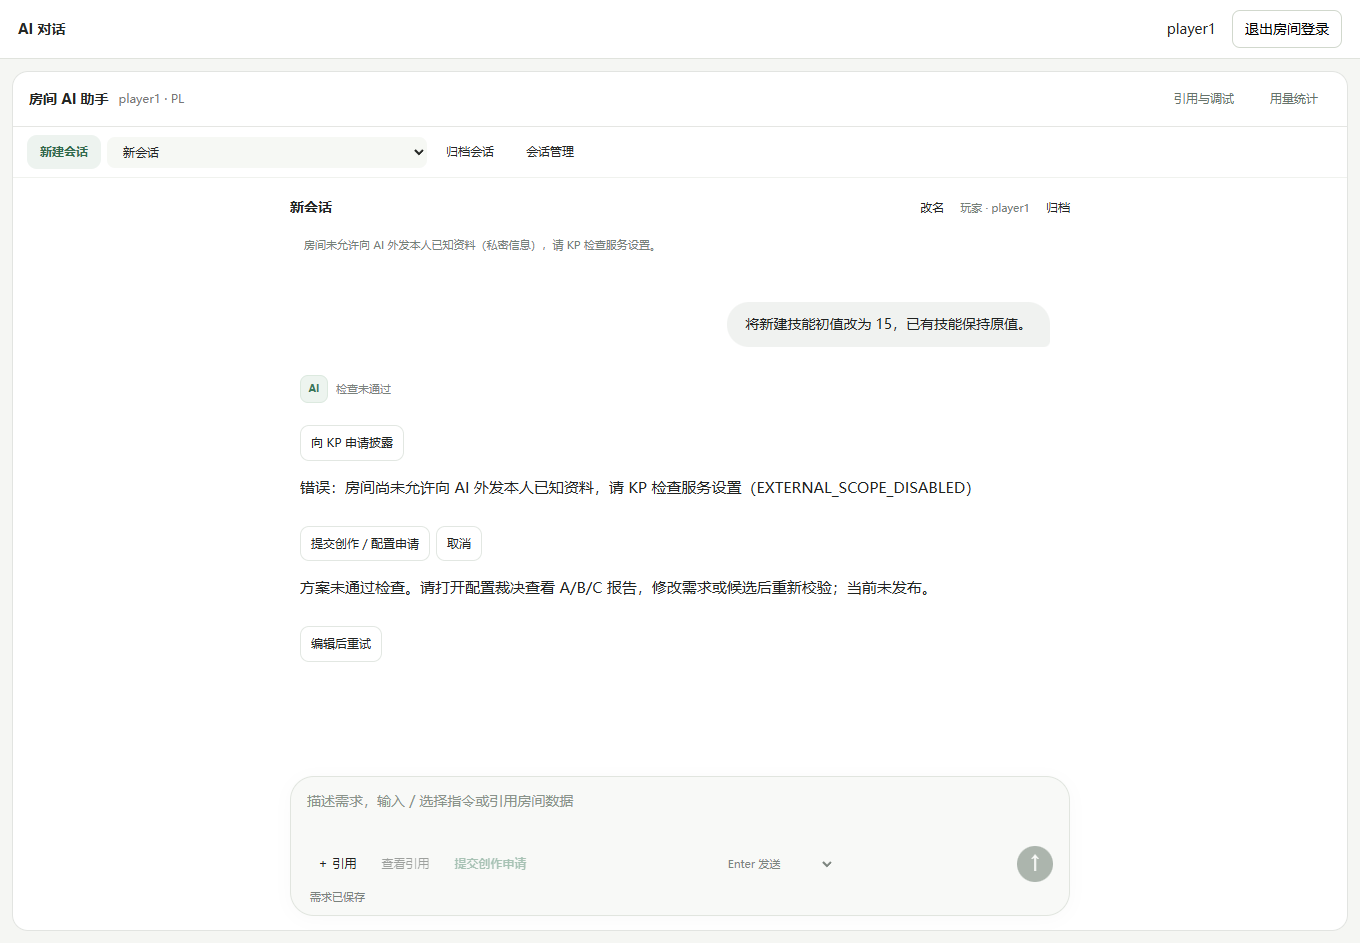 AI 对话
player1
退出房间登录
房间 AI 助手
player1 · PL
引用与调试
用量统计
新建会话
新会话
归档会话
会话管理
新会话
改名
玩家 · player1
归档
房间未允许向 AI 外发本人已知资料（私密信息），请 KP 检查服务设置。
将新建技能初值改为 15，已有技能保持原值。
AI
检查未通过
向 KP 申请披露
错误：房间尚未允许向 AI 外发本人已知资料，请 KP 检查服务设置（EXTERNAL_SCOPE_DISABLED）
提交创作 / 配置申请
取消
方案未通过检查。请打开配置裁决查看 A/B/C 报告，修改需求或候选后重新校验；当前未发布。
编辑后重试
描述需求，输入 / 选择指令或引用房间数据
+ 引用
查看引用
提交创作申请
Enter 发送
需求已保存